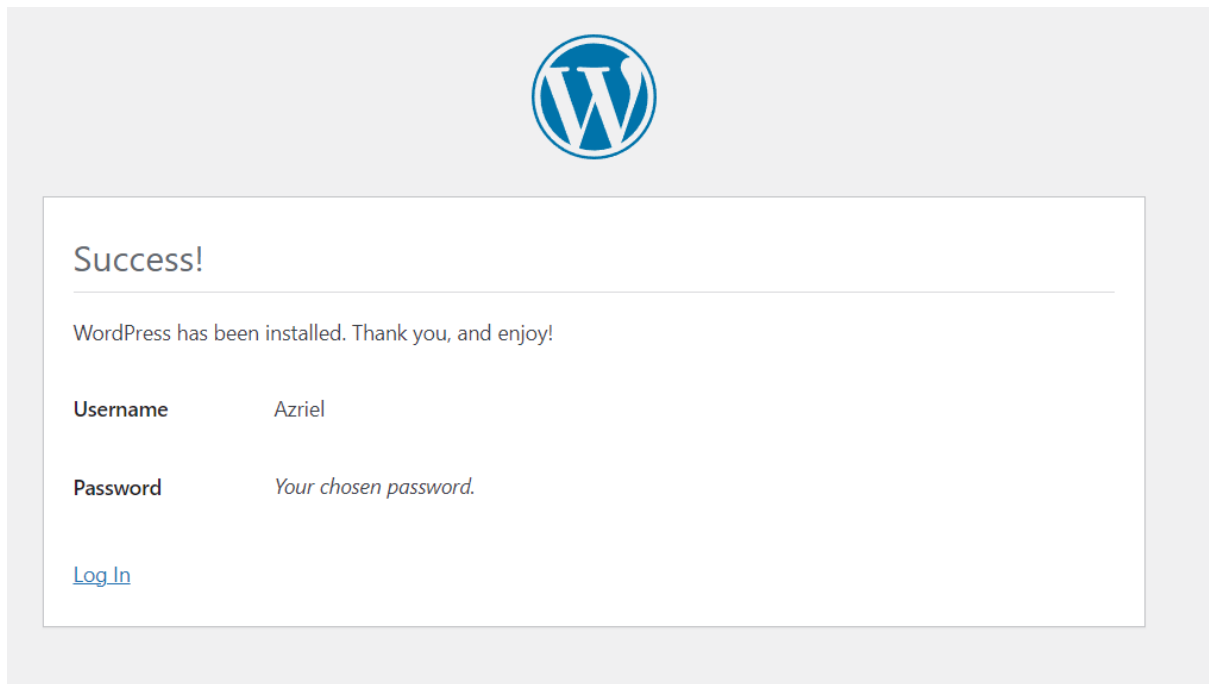 Success!
WordPress has been installed. Thank you, and enjoy!
Username Azriel
Password Your chosen password.
Log In